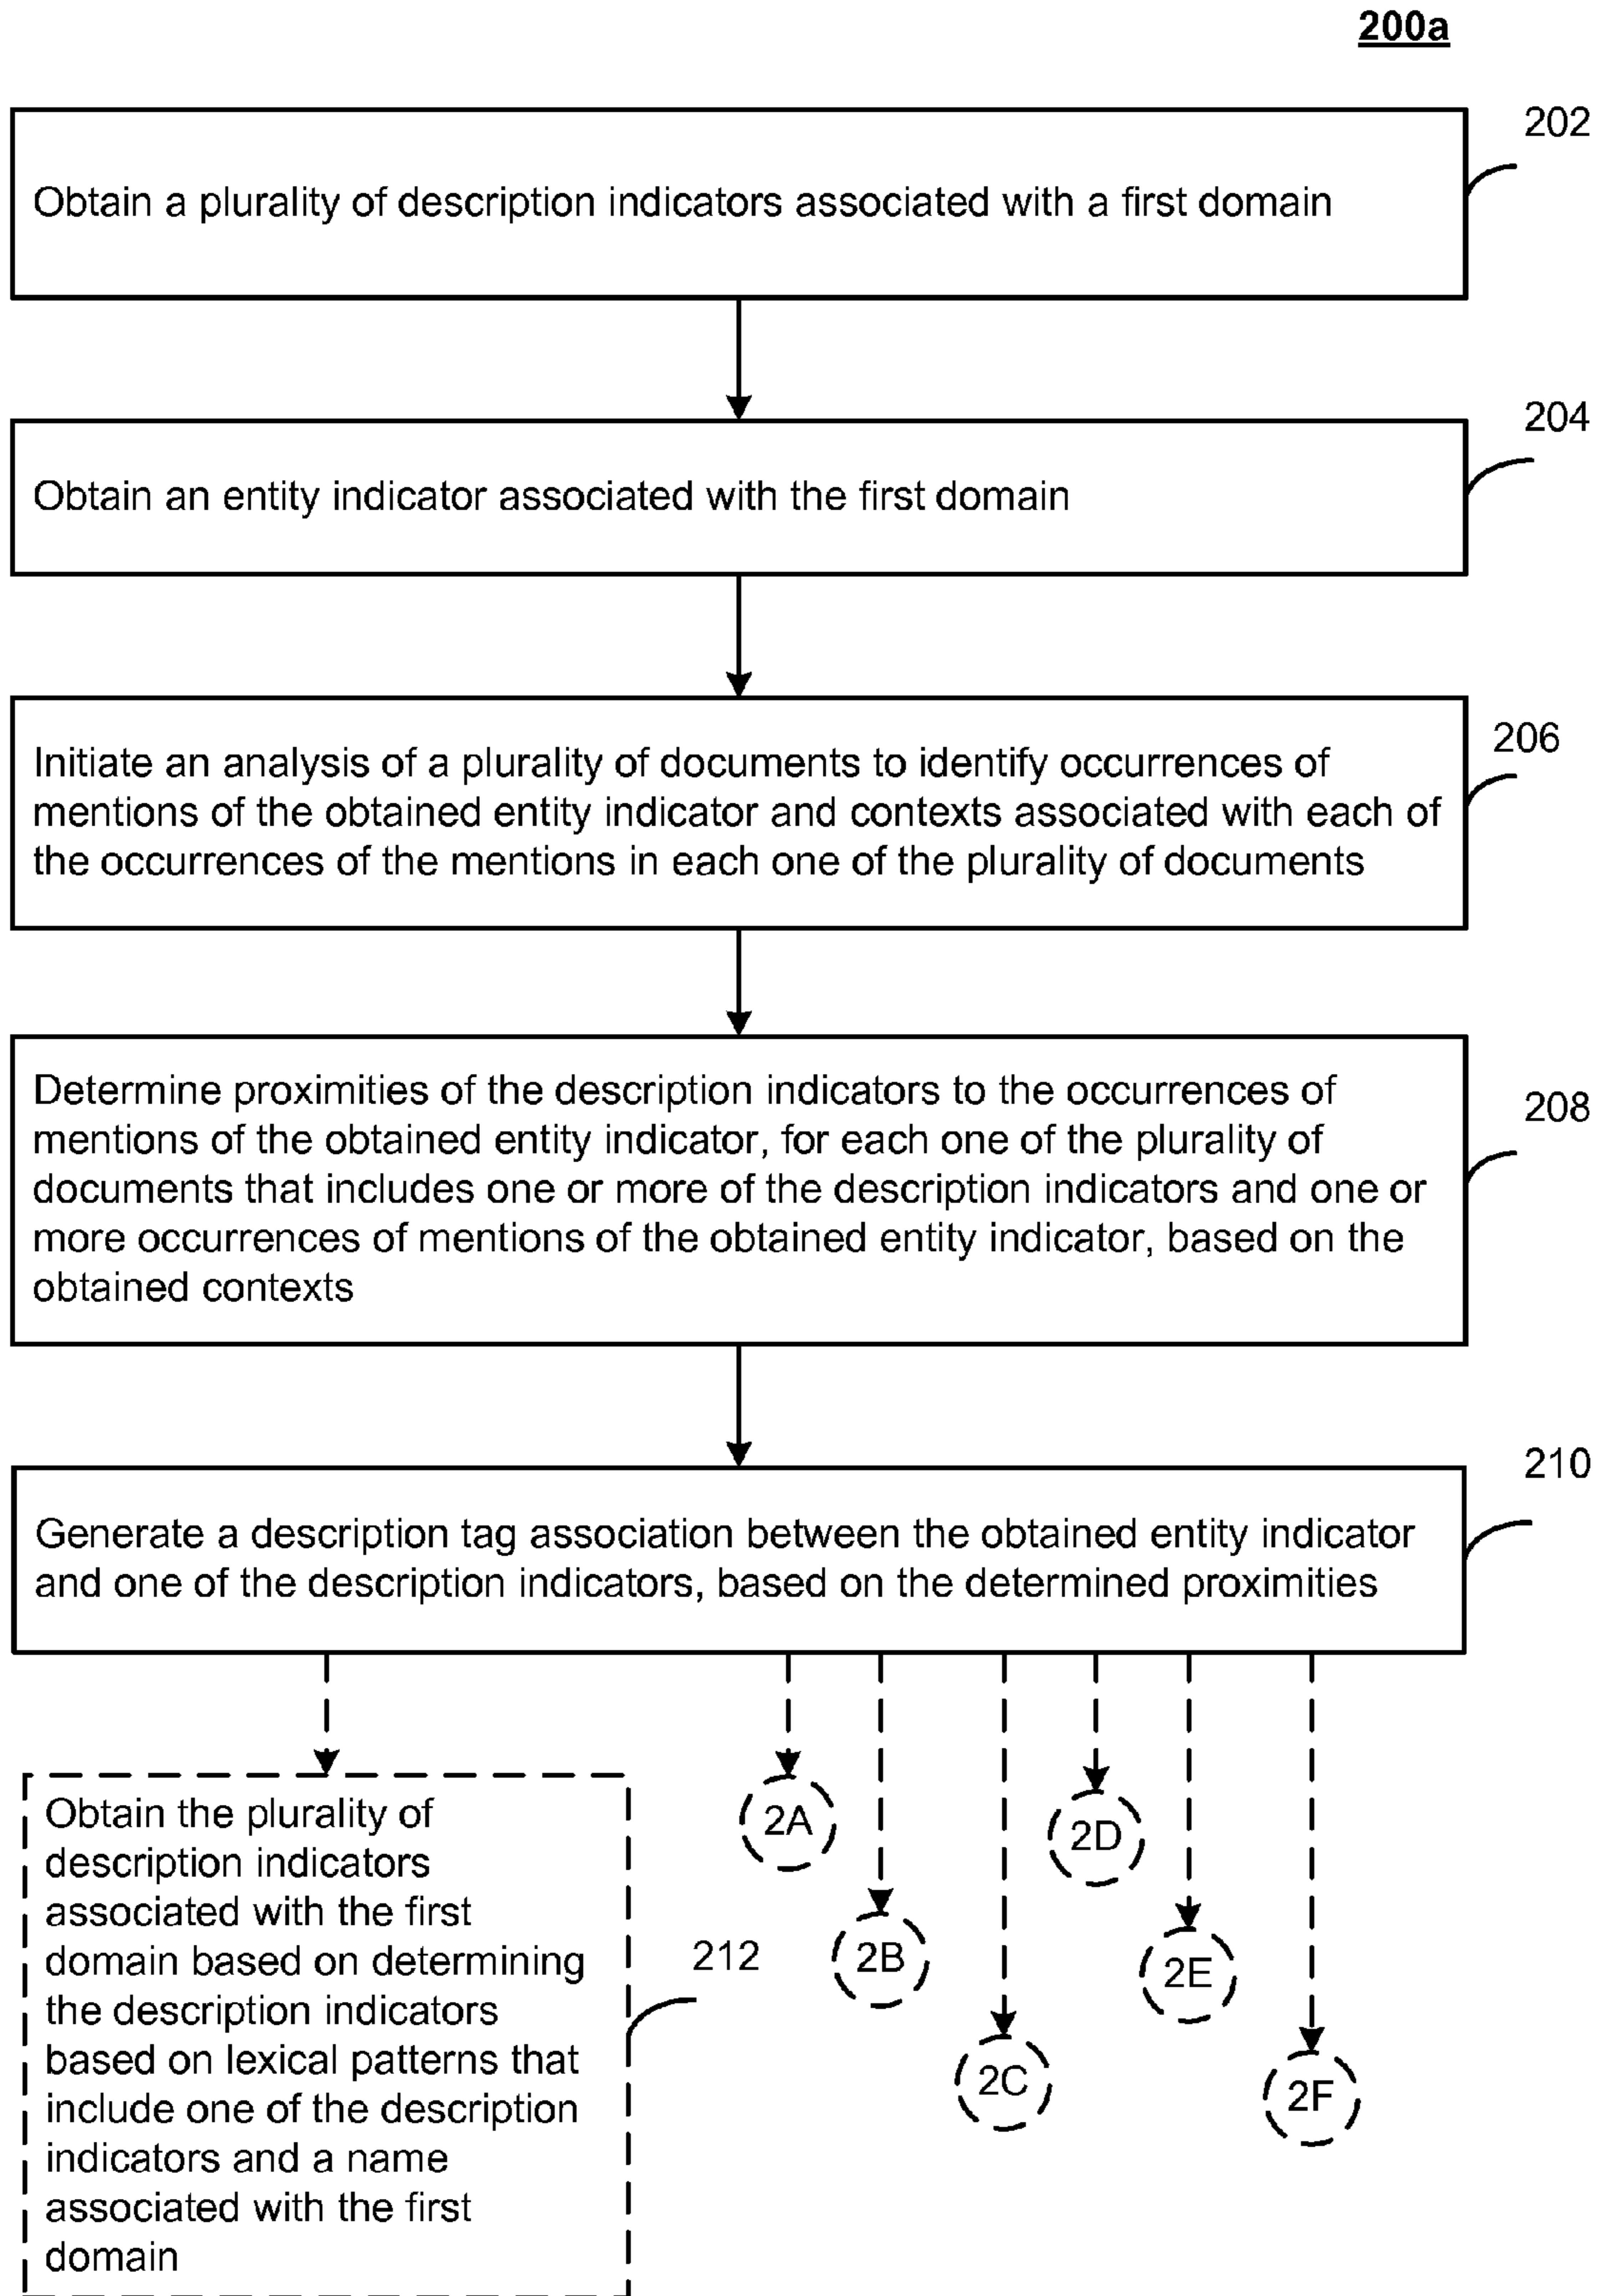 200a
202
Obtain a plurality of description indicators associated with a first domain
204
Obtain an entity indicator associated with the first domain
206
Initiate an analysis of a plurality of documents to identify occurrences of
mentions of the obtained entity indicator and contexts associated with each of
the occurrences of the mentions in each one of the plurality of documents
208
Determine proximities of the description indicators to the occurrences of
mentions of the obtained entity indicator, for each one of the plurality of
documents that includes one or more of the description indicators and one or
more occurrences of mentions of the obtained entity indicator, based on the
obtained contexts
210
Generate a description tag association between the obtained entity indicator
and one of the description indicators, based on the determined proximities
Obtain the plurality of
description indicators
associated with the first
domain based on determining
the description indicators
based on lexical patterns that
include one of the description
indicators and a name
associated with the first
domain
212
2A
2B
2C
2D
2E
2F